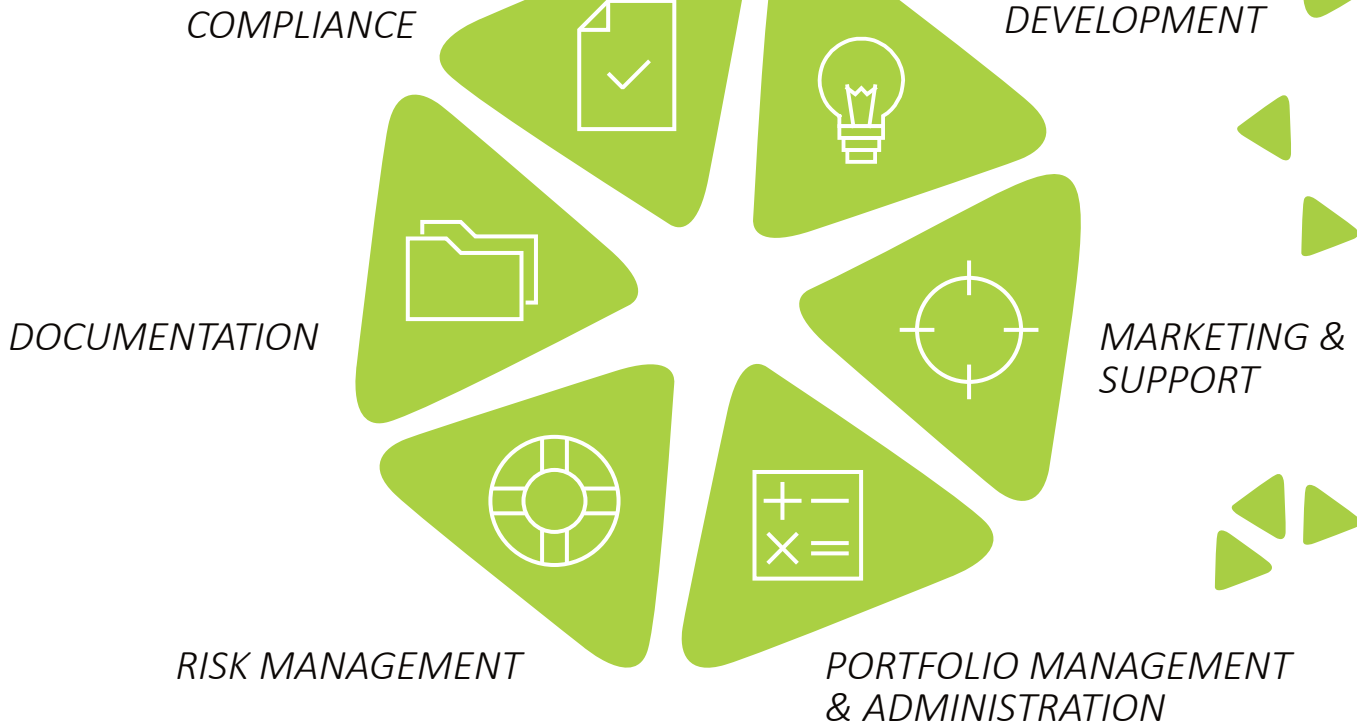 COMPLIANCE
DEVELOPMENT
DOCUMENTATION
MARKETING &
SUPPORT
RISK MANAGEMENT
PORTFOLIO MANAGEMENT
& ADMINISTRATION